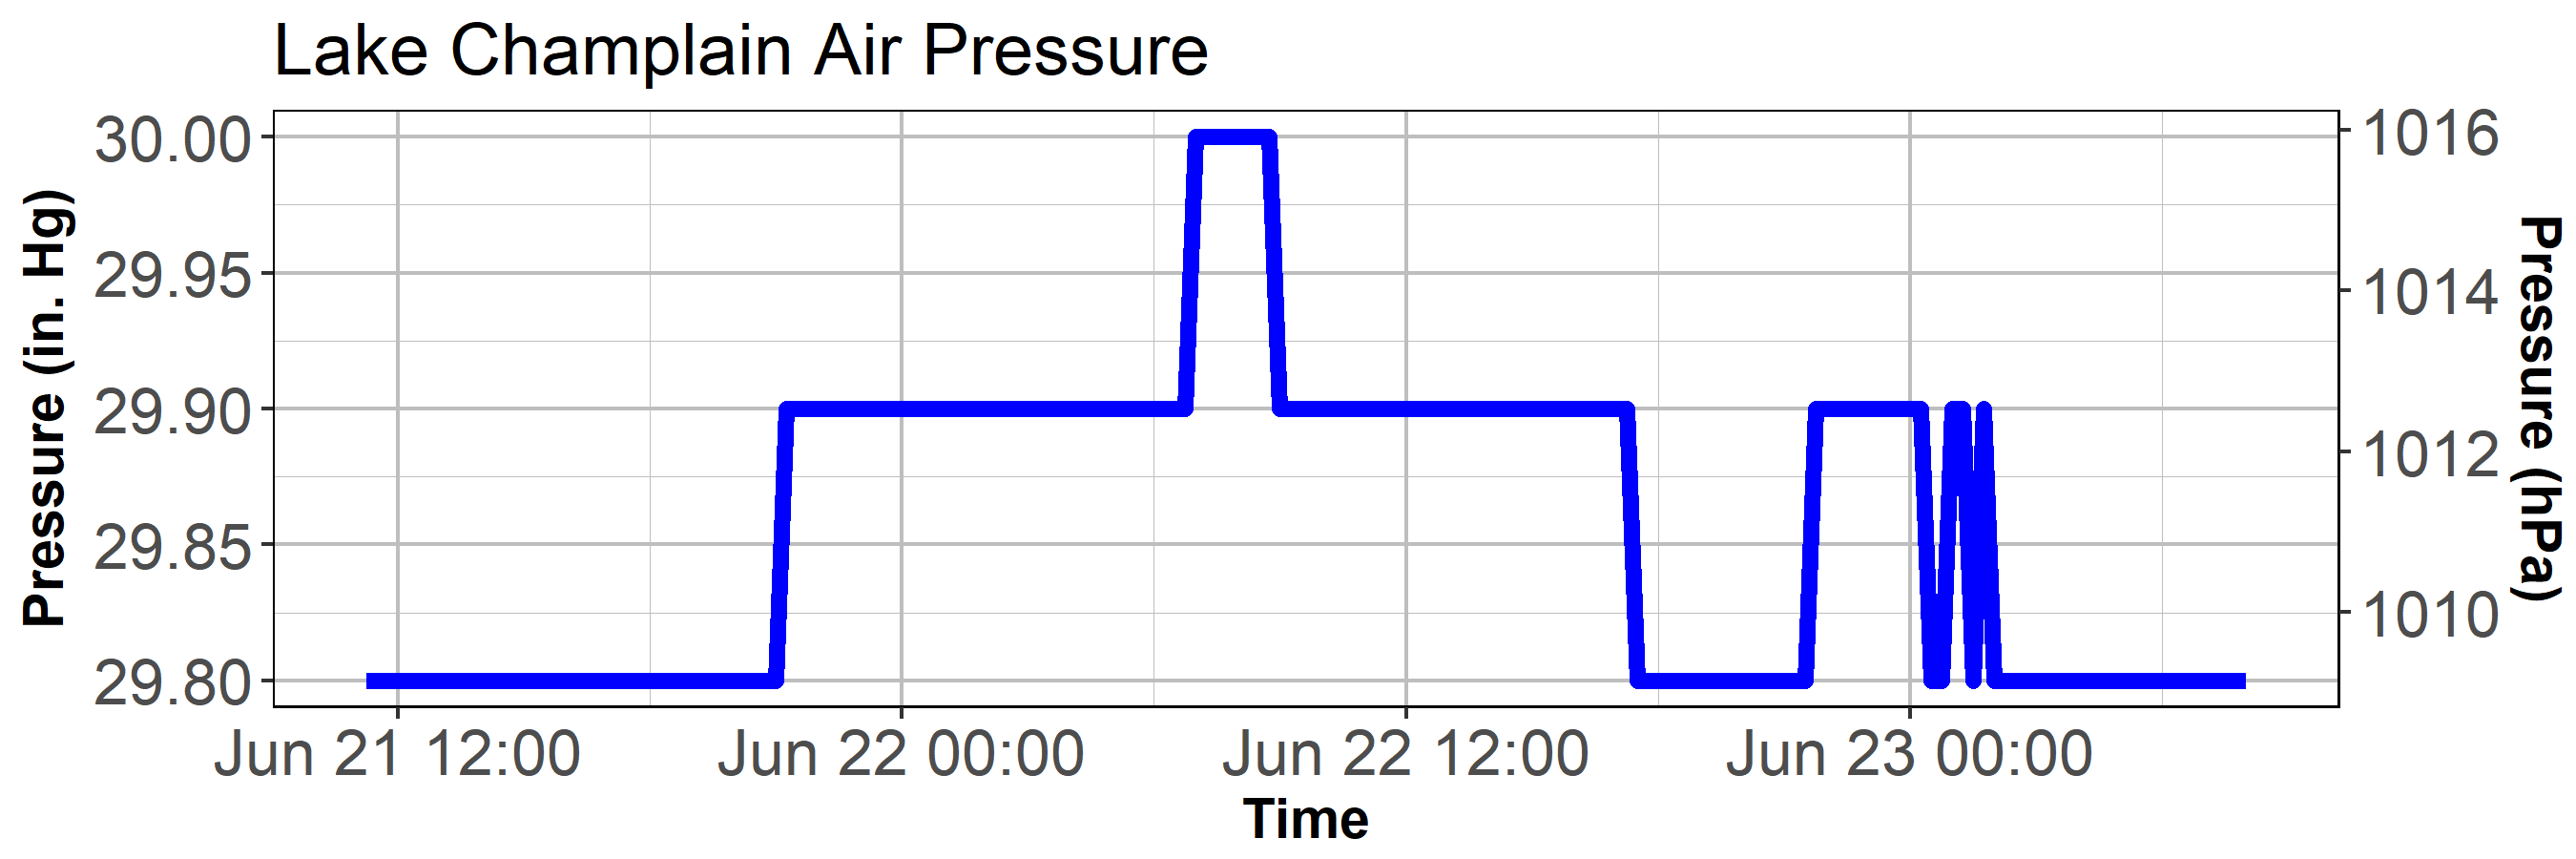 Lake Champlain Air Pressure
30.00
29.95
29.90
29.85
29.80
Pressure (in. Hg)
1016
1014
1012
1010
Pressure (hPa)
Jun 21 12:00
Jun 22 00:00
Jun 22 12:00
Jun 23 00:00
Time